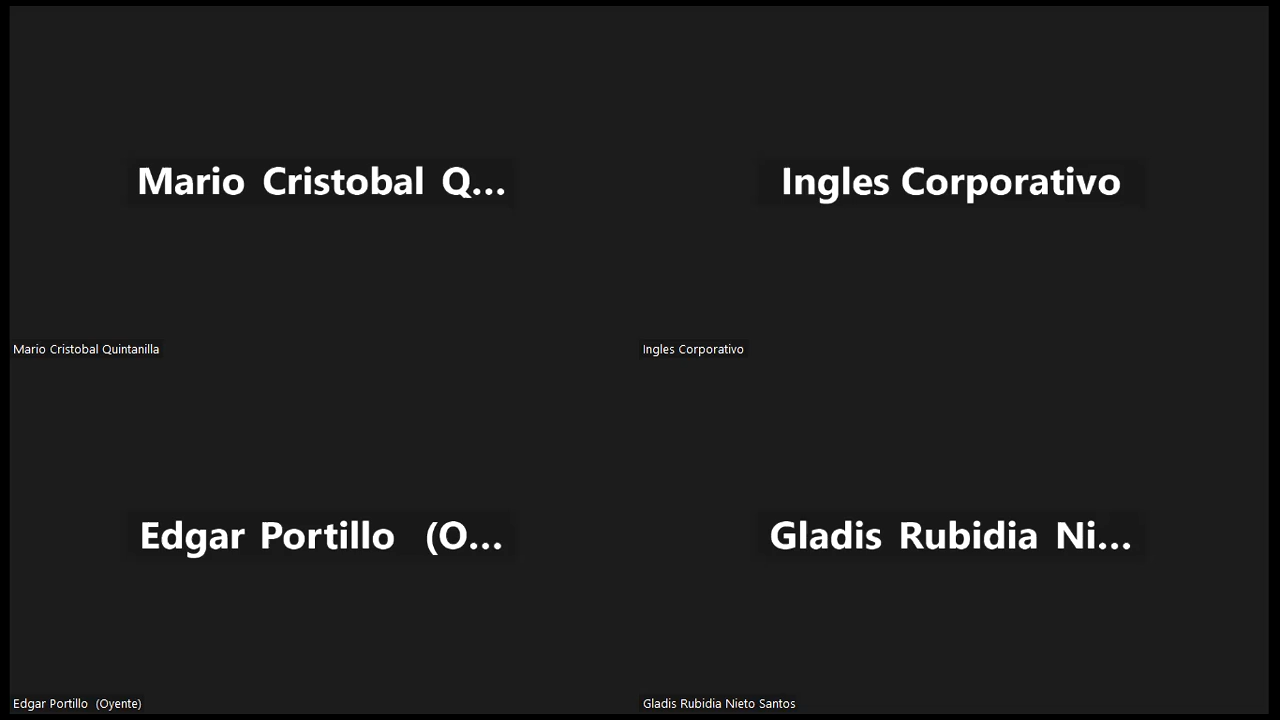 Mario Cristobal Q...
Ingles Corporativo
Mario Cristobal Quintanilla
Ingles Corporativo
Edgar Portillo (O...
Gladis Rubidia Ni...
Edgar Portillo (Oyente)
Gladis Rubidia Nieto Santos